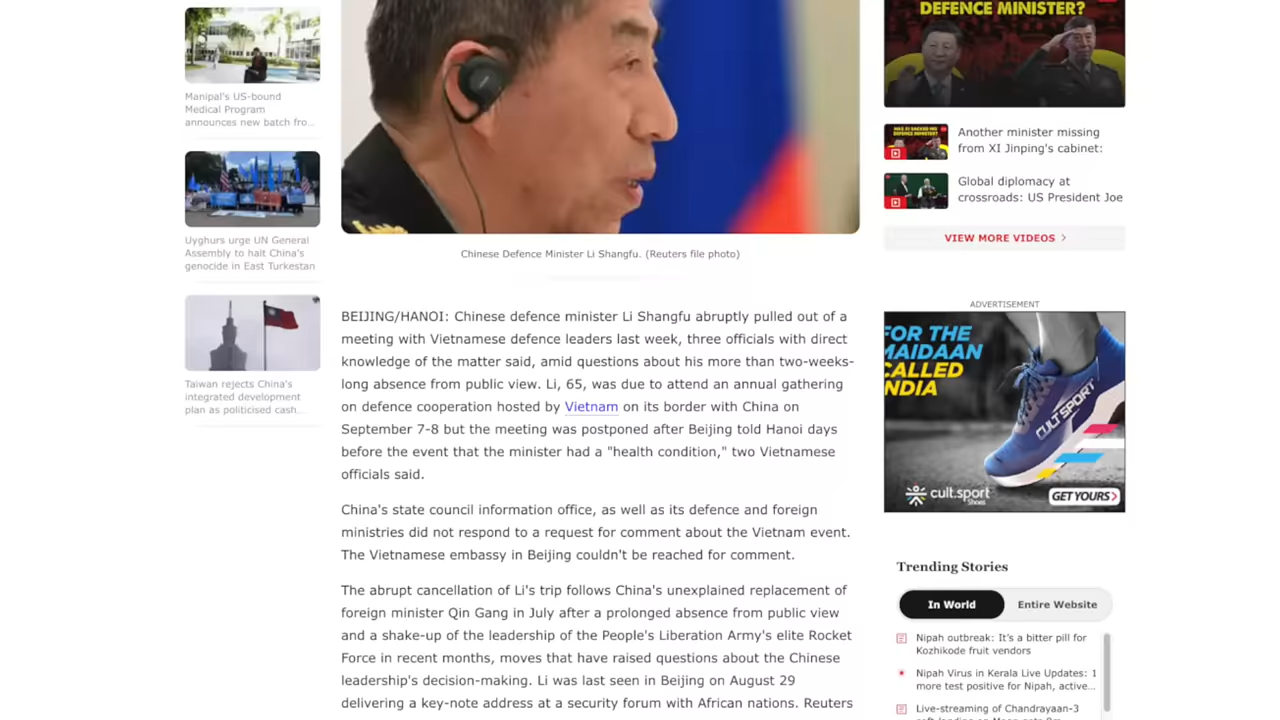 Manipal's US-bound
Medical Program
announces new batch fro...
Uyghurs urge UN General
Assembly to halt China's
genocide in East Turkestan
Taiwan rejects China's
integrated development
plan as politicised cash...
Chinese Defence Minister Li Shangfu. (Reuters file photo)
BEIJING/HANOI: Chinese defence minister Li Shangfu abruptly pulled out of a
meeting with Vietnamese defence leaders last week, three officials with direct
knowledge of the matter said, amid questions about his more than two-weeks-
long absence from public view. Li, 65, was due to attend an annual gathering
on defence cooperation hosted by Vietnam on its border with China on
September 7-8 but the meeting was postponed after Beijing told Hanoi days
before the event that the minister had a "health condition," two Vietnamese
officials said.
China's state council information office, as well as its defence and foreign
ministries did not respond to a request for comment about the Vietnam event.
The Vietnamese embassy in Beijing couldn't be reached for comment.
The abrupt cancellation of Li's trip follows China's unexplained replacement of
foreign minister Qin Gang in July after a prolonged absence from public view
and a shake-up of the leadership of the People's Liberation Army's elite Rocket
Force in recent months, moves that have raised questions about the Chinese
leadership's decision-making. Li was last seen in Beijing on August 29
delivering a key-note address at a security forum with African nations. Reuters
DEFENCE MINISTER?
Another minister missing
from XI Jinping's cabinet:
Global diplomacy at
crossroads: US President Joe
VIEW MORE VIDEOS
ADVERTISEMENT
FOR THE
MAIDAAN
CALLED
INDIA
CULT SPORT
cult.sport
Shoes
GET YOURS
Trending Stories
In World
Entire Website
Nipah outbreak: It's a bitter pill for
Kozhikode fruit vendors
Nipah Virus in Kerala Live Updates: 1
more test positive for Nipah, active...
Live-streaming of Chandrayaan-3